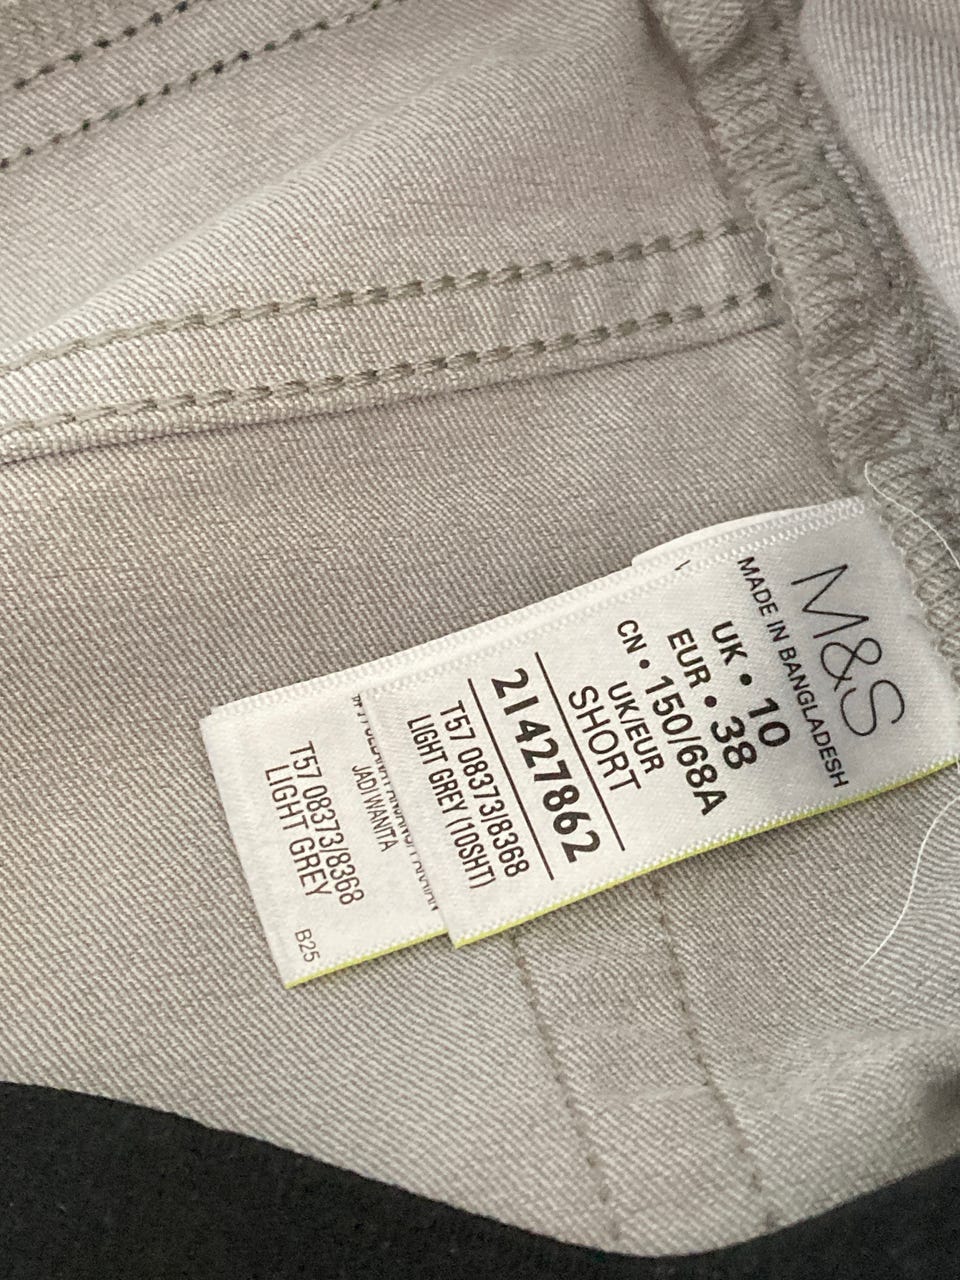 M&S
MADE IN BANGLADESH
UK • 10
EUR • 38
CN • 150/68A
UK/EUR
SHORT
21427862
T57 08373/8368
LIGHT GREY (10SHT)
JADI WANITA
T57 08373/8368
LIGHT GREY
B25